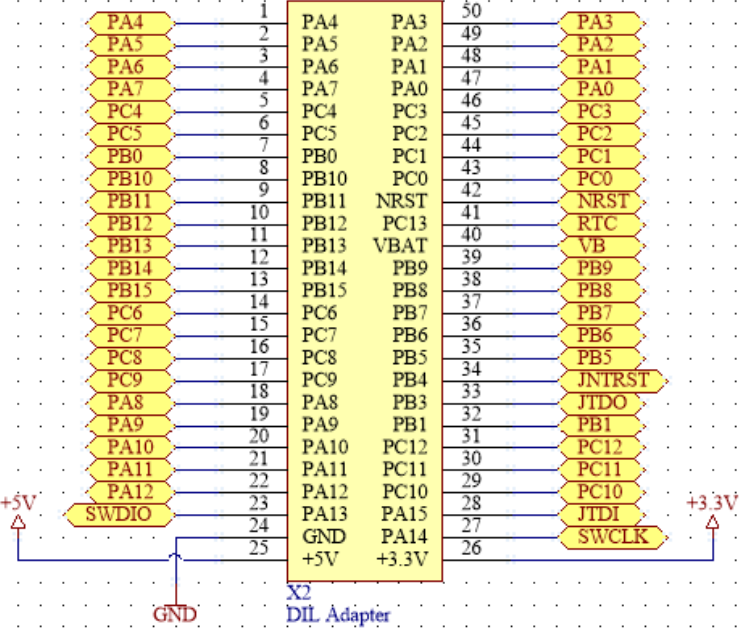 PA4 1 PA4 PA3 50 PA3
PA5 2 PA5 PA2 49 PA2
PA6 3 PA6 PA1 48 PA1
PA7 4 PA7 PA0 47 PA0
PC4 5 PC4 PC3 46 PC3
PC5 6 PC5 PC2 45 PC2
PB0 7 PB0 PC1 44 PC1
PB10 8 PB10 PC0 43 PC0
PB11 9 PB11 NRST 42 NRST
PB12 10 PB12 PC13 41 RTC
PB13 11 PB13 VBAT 40 VB
PB14 12 PB14 PB9 39 PB9
PB15 13 PB15 PB8 38 PB8
PC6 14 PC6 PB7 37 PB7
PC7 15 PC7 PB6 36 PB6
PC8 16 PC8 PB5 35 PB5
PC9 17 PC9 PB4 34 JNTRST
PA8 18 PA8 PB3 33 JTDO
PA9 19 PA9 PB1 32 PB1
PA10 20 PA10 PC12 31 PC12
PA11 21 PA11 PC11 30 PC11
PA12 22 PA12 PC10 29 PC10
+5V SWDIO 23 PA13 PA15 28 JTDI +3.3V
24 GND PA14 27 SWCLK
25 +5V +3.3V 26
X2
GND DIL Adapter